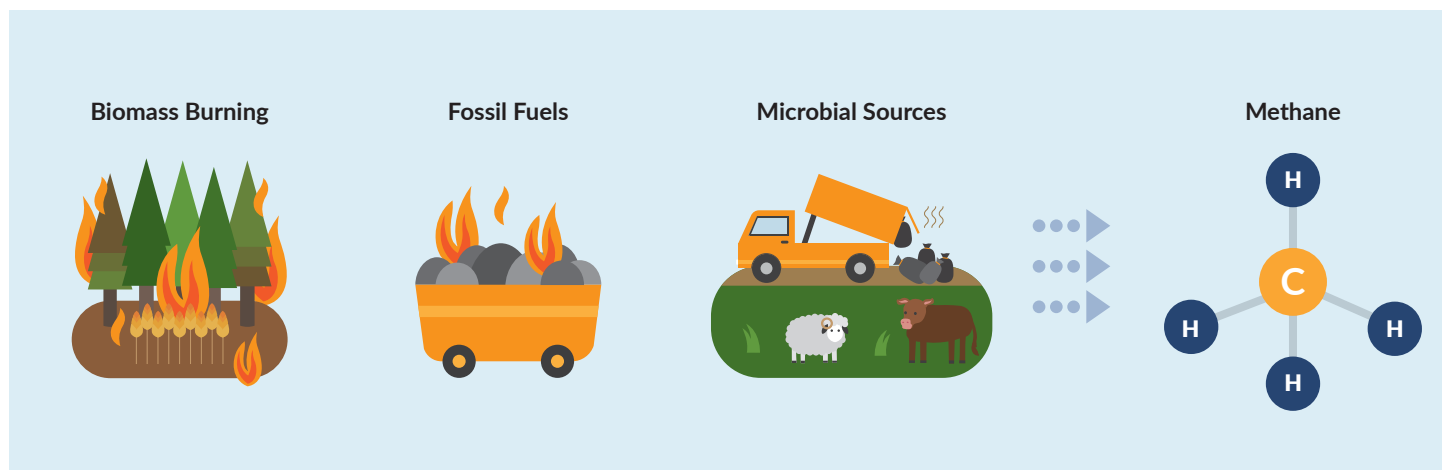 Biomass Burning
Fossil Fuels
Microbial Sources
Methane
H
C
H
H
H